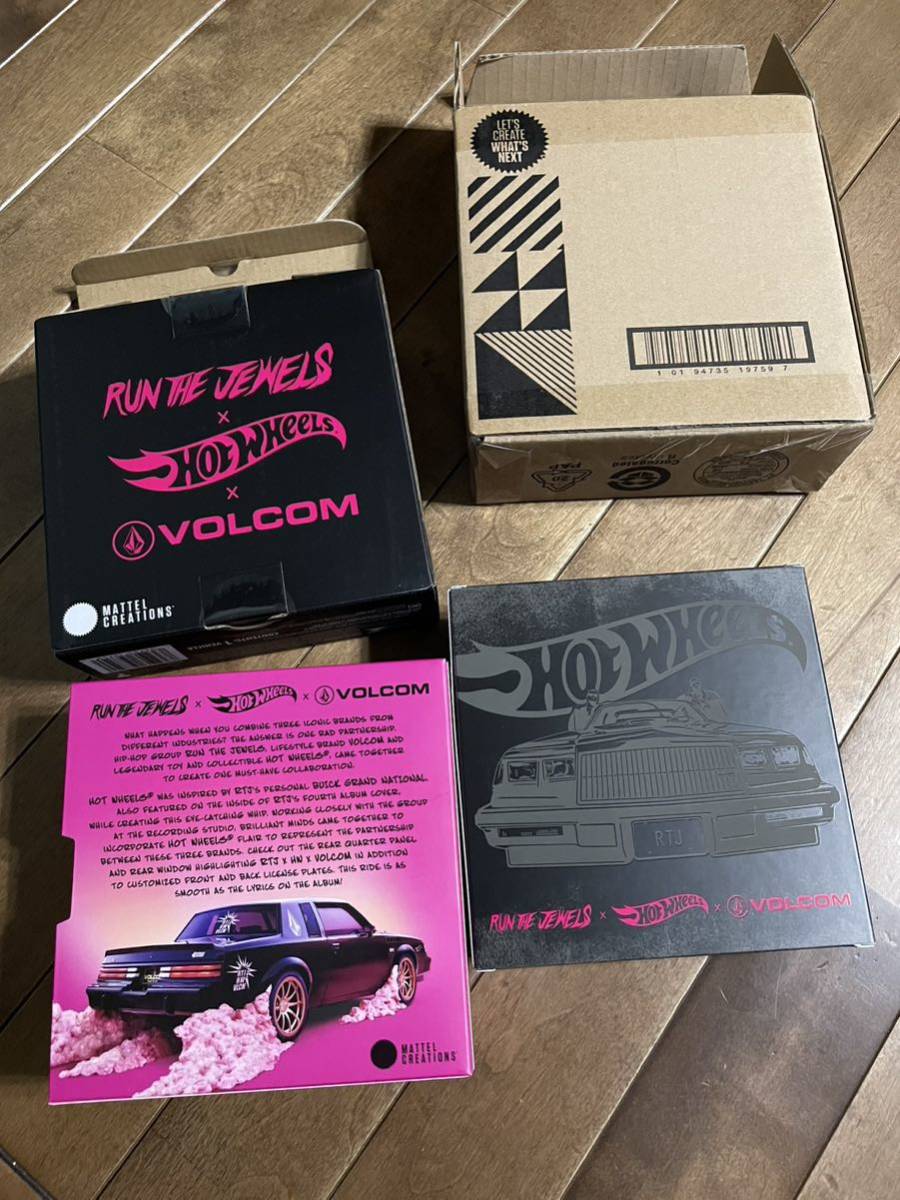 LET'S
CREATE
WHAT'S
NEXT
1 01 94735 19759 7
20
PAP
Corrugated
RUN THE JEWELS
×
HOT WHEELS
×
VOLCOM
MATTEL
CREATIONS
CONTENTS: 1 VEHICLE
RUN THE JEWELS × HOT WHEELS × VOLCOM
WHAT HAPPENS WHEN YOU COMBINE THREE ICONIC BRANDS FROM
DIFFERENT INDUSTRIES? THE ANSWER IS ONE RAD PARTNERSHIP.
HIP-HOP GROUP RUN THE JEWELS, LIFESTYLE BRAND VOLCOM AND
LEGENDARY TOY AND COLLECTIBLE HOT WHEELS®, CAME TOGETHER
TO CREATE ONE MUST-HAVE COLLABORATION.
HOT WHEELS® WAS INSPIRED BY RTJ'S PERSONAL BUICK GRAND NATIONAL,
ALSO FEATURED ON THE INSIDE OF RTJ'S FOURTH ALBUM COVER,
WHILE CREATING THIS EYE-CATCHING WHIP. WORKING CLOSELY WITH THE GROUP
AT THE RECORDING STUDIO, BRILLIANT MINDS CAME TOGETHER TO
INCORPORATE HOT WHEELS® FLAIR TO REPRESENT THE PARTNERSHIP
BETWEEN THESE THREE BRANDS. CHECK OUT THE REAR QUARTER PANEL
AND REAR WINDOW HIGHLIGHTING RTJ X HW X VOLCOM IN ADDITION
TO CUSTOMIZED FRONT AND BACK LICENSE PLATES. THIS RIDE IS AS
SMOOTH AS THE LYRICS ON THE ALBUM!
VOLCOM
MATTEL
CREATIONS
HOT WHEELS
RTJ
RUN THE JEWELS × HOT WHEELS × VOLCOM